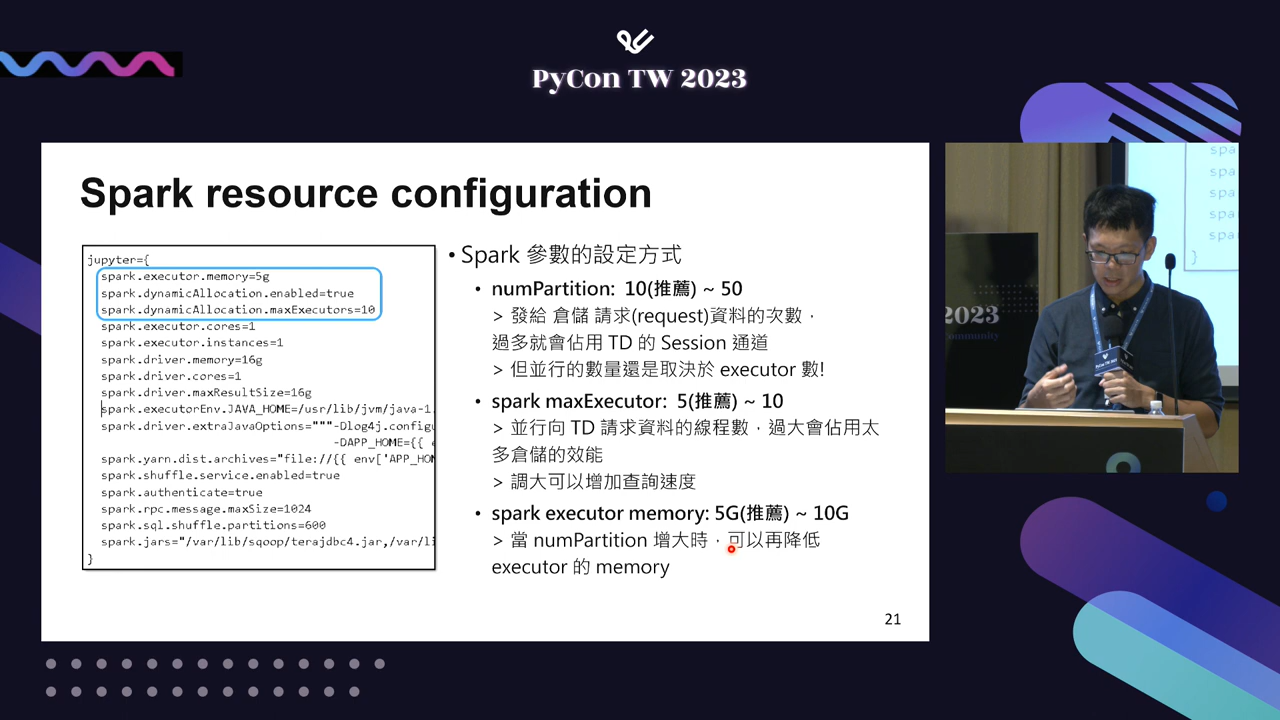 PyCon TW 2023
Spark resource configuration
jupyter={
spark.executor.memory=5g
spark.dynamicAllocation.enabled=true
spark.dynamicAllocation.maxExecutors=10
spark.executor.cores=1
spark.executor.instances=1
spark.driver.memory=16g
spark.driver.cores=1
spark.driver.maxResultSize=16g
spark.executorEnv.JAVA_HOME=/usr/lib/jvm/java-1.
spark.driver.extraJavaOptions="""-Dlog4j.configu
-DAPP_HOME={{ e
spark.yarn.dist.archives="file://{{ env['APP_HOM
spark.shuffle.service.enabled=true
spark.authenticate=true
spark.rpc.message.maxSize=1024
spark.sql.shuffle.partitions=600
spark.jars="/var/lib/sqoop/terajdbc4.jar,/var/li
}
• Spark 參數的設定方式
• numPartition: 10(推薦) ~ 50
> 發給 倉儲 請求(request)資料的次數，
過多就會佔用 TD 的 Session 通道
> 但並行的數量還是取決於 executor 數!
• spark maxExecutor: 5(推薦) ~ 10
> 並行向 TD 請求資料的線程數，過大會佔用太
多倉儲的效能
> 調大可以增加查詢速度
• spark executor memory: 5G(推薦) ~ 10G
> 當 numPartition 增大時，可以再降低
executor 的 memory
21
spa
spa
spa
spa
spa
}
2023
PyCon TW 2023